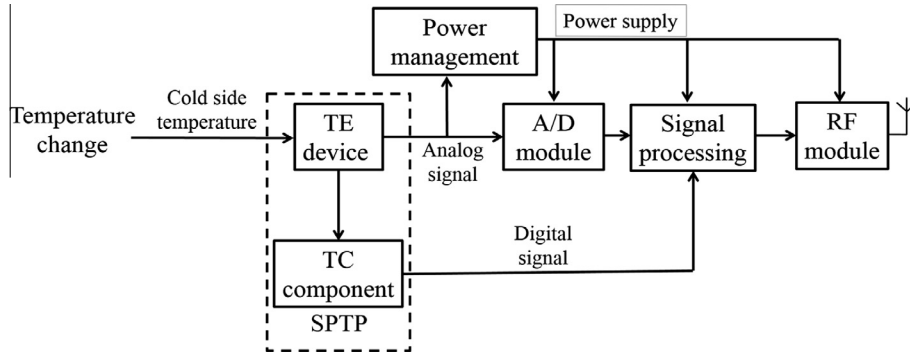 Power
management
Power supply
Temperature
change
Cold side
temperature
TE
device
Analog
signal
A/D
module
Signal
processing
RF
module
TC
component
Digital
signal
SPTP